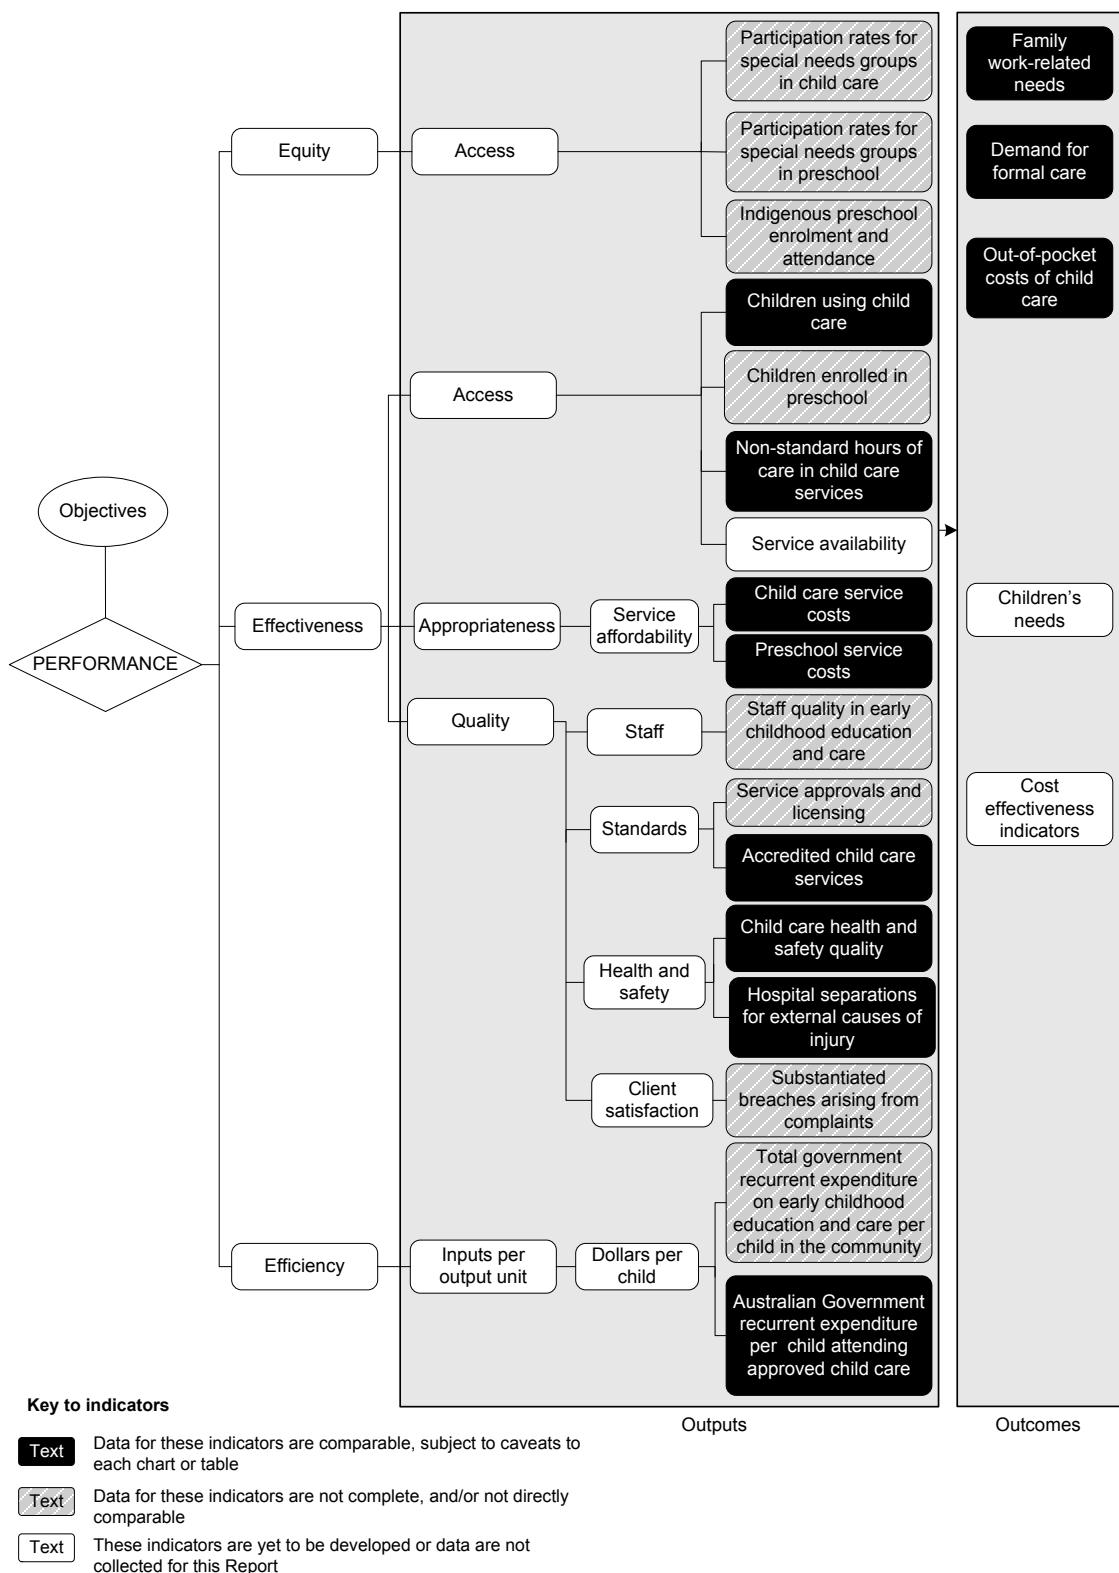 Objectives
PERFORMANCE
Equity
Access
Participation rates for
special needs groups
in child care
Participation rates for
special needs groups
in preschool
Indigenous preschool
enrolment and
attendance
Effectiveness
Access
Children using child
care
Children enrolled in
preschool
Non-standard hours of
care in child care
services
Service availability
Appropriateness
Service
affordability
Child care service
costs
Preschool service
costs
Quality
Staff
Staff quality in early
childhood education
and care
Standards
Service approvals and
licensing
Accredited child care
services
Health and
safety
Child care health and
safety quality
Hospital separations
for external causes of
injury
Client
satisfaction
Substantiated
breaches arising from
complaints
Efficiency
Inputs per
output unit
Dollars per
child
Total government
recurrent expenditure
on early childhood
education and care per
child in the community
Australian Government
recurrent expenditure
per child attending
approved child care
Outputs
Family
work-related
needs
Demand for
formal care
Out-of-pocket
costs of child
care
Children's
needs
Cost
effectiveness
indicators
Outcomes
Key to indicators
Text
Data for these indicators are comparable, subject to caveats to
each chart or table
Text
Data for these indicators are not complete, and/or not directly
comparable
Text
These indicators are yet to be developed or data are not
collected for this Report